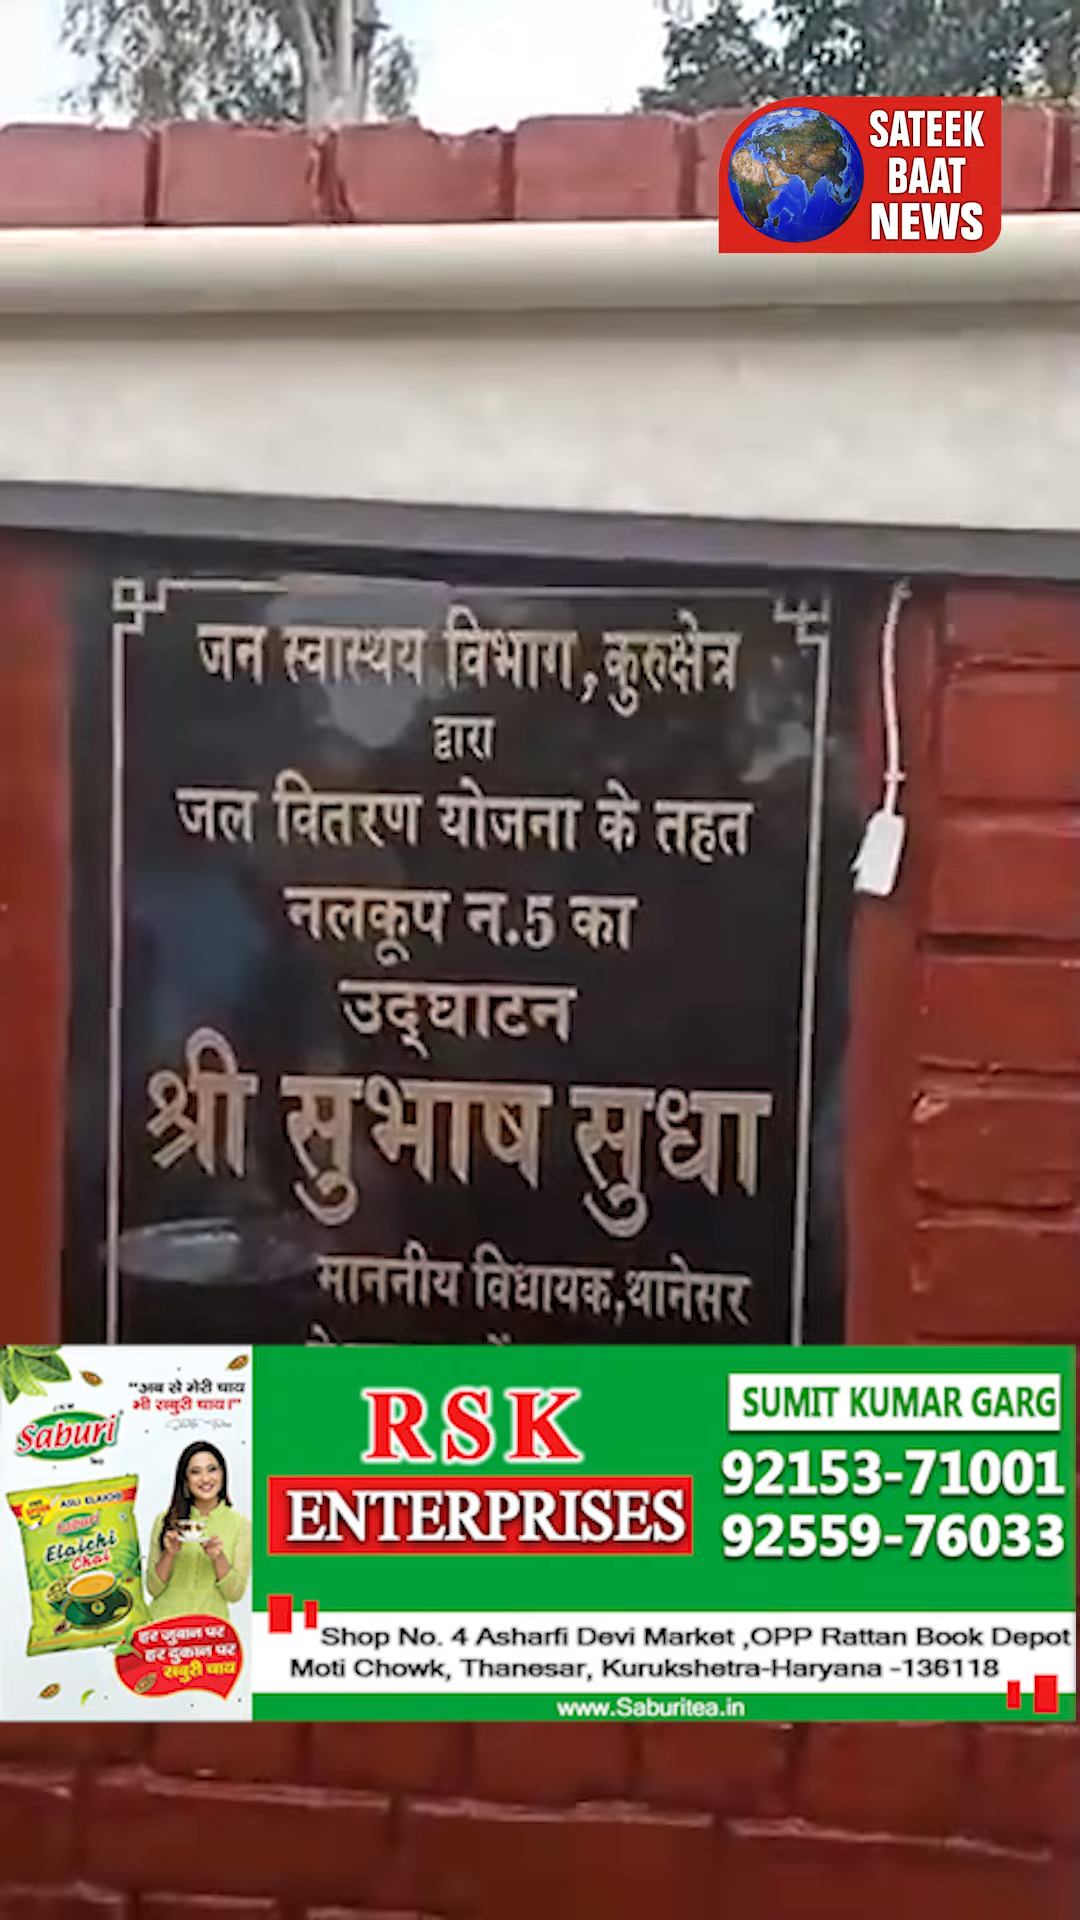 SATEEK
BAAT
NEWS
जन स्वास्थय विभाग,कुरुक्षेत्र
द्वारा
जल वितरण योजना के तहत
नलकूप न.5 का
उद्घाटन
श्री सुभाष सुधा
माननीय विधायक,थानेसर
"अब से मेरी चाय
भी सबुरी चाय।"
Saburi
ASLI ELAICHI
Saburi
Elaichi
Chai
हर जुबान पर
हर दुकान पर
सबुरी चाय
RSK
ENTERPRISES
SUMIT KUMAR GARG
92153-71001
92559-76033
Shop No. 4 Asharfi Devi Market ,OPP Rattan Book Depot
Moti Chowk, Thanesar, Kurukshetra-Haryana -136118
www.Saburitea.in